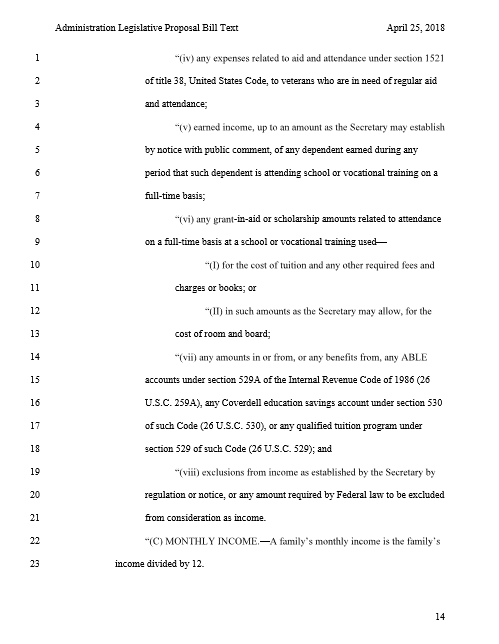 Administration Legislative Proposal Bill Text April 25, 2018
1 “(iv) any expenses related to aid and attendance under section 1521
2 of title 38, United States Code, to veterans who are in need of regular aid
3 and attendance;
4 “(v) earned income, up to an amount as the Secretary may establish
5 by notice with public comment, of any dependent earned during any
6 period that such dependent is attending school or vocational training on a
7 full-time basis;
8 “(vi) any grant-in-aid or scholarship amounts related to attendance
9 on a full-time basis at a school or vocational training used—
10 “(I) for the cost of tuition and any other required fees and
11 charges or books; or
12 “(II) in such amounts as the Secretary may allow, for the
13 cost of room and board;
14 “(vii) any amounts in or from, or any benefits from, any ABLE
15 accounts under section 529A of the Internal Revenue Code of 1986 (26
16 U.S.C. 259A), any Coverdell education savings account under section 530
17 of such Code (26 U.S.C. 530), or any qualified tuition program under
18 section 529 of such Code (26 U.S.C. 529); and
19 “(viii) exclusions from income as established by the Secretary by
20 regulation or notice, or any amount required by Federal law to be excluded
21 from consideration as income.
22 “(C) MONTHLY INCOME.—A family’s monthly income is the family’s
23 income divided by 12.
14